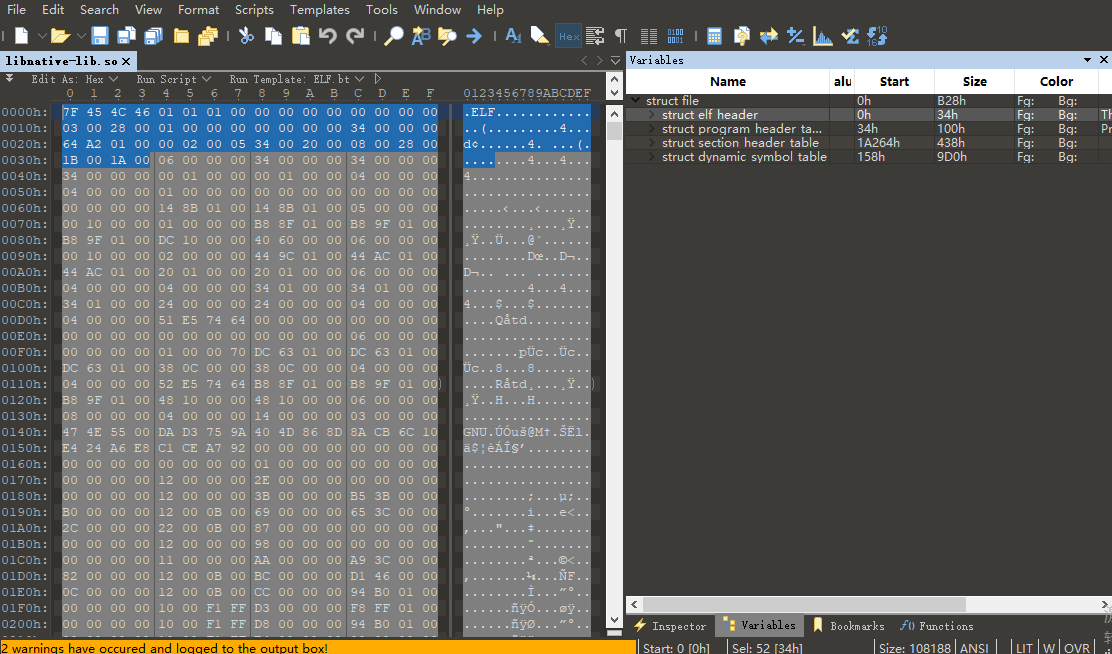 File Edit Search View Format Scripts Templates Tools Window Help
Hex
libnative-lib.so
Edit As: Hex Run Script Run Template: ELF.bt
0 1 2 3 4 5 6 7 8 9 A B C D E F 0123456789ABCDEF
0000h: 7F 45 4C 46 01 01 01 00 00 00 00 00 00 00 00 00 .ELF............
0010h: 03 00 28 00 01 00 00 00 00 00 00 00 34 00 00 00 ..(.........4...
0020h: 64 A2 01 00 00 02 00 05 34 00 20 00 08 00 28 00 d¢......4. ...(.
0030h: 1B 00 1A 00 06 00 00 00 34 00 00 00 34 00 00 00 ........4...4...
0040h: 34 00 00 00 00 01 00 00 00 01 00 00 04 00 00 00 4...............
0050h: 04 00 00 00 01 00 00 00 00 00 00 00 00 00 00 00 ................
0060h: 00 00 00 00 14 8B 01 00 14 8B 01 00 05 00 00 00 .....‹...‹......
0070h: 00 10 00 00 01 00 00 00 B8 8F 01 00 B8 9F 01 00 ........¸...¸Ÿ..
0080h: B8 9F 01 00 DC 10 00 00 40 60 00 00 06 00 00 00 ¸Ÿ..Ü...@`......
0090h: 00 10 00 00 02 00 00 00 44 9C 01 00 44 AC 01 00 ........Dœ..D¬..
00A0h: 44 AC 01 00 20 01 00 00 20 01 00 00 06 00 00 00 D¬.. ... .......
00B0h: 04 00 00 00 04 00 00 00 34 01 00 00 34 01 00 00 ........4...4...
00C0h: 34 01 00 00 24 00 00 00 24 00 00 00 04 00 00 00 4...$...$.......
00D0h: 04 00 00 00 51 E5 74 64 00 00 00 00 00 00 00 00 ....Qåtd........
00E0h: 00 00 00 00 00 00 00 00 00 00 00 00 06 00 00 00 ................
00F0h: 00 00 00 00 01 00 00 70 DC 63 01 00 DC 63 01 00 .......pÜc..Üc..
0100h: DC 63 01 00 38 0C 00 00 38 0C 00 00 04 00 00 00 Üc..8...8.......
0110h: 04 00 00 00 52 E5 74 64 B8 8F 01 00 B8 9F 01 00 ....Råtd¸...¸Ÿ..
0120h: B8 9F 01 00 48 10 00 00 48 10 00 00 06 00 00 00 ¸Ÿ..H...H.......
0130h: 08 00 00 00 04 00 00 00 14 00 00 00 03 00 00 00 ................
0140h: 47 4E 55 00 DA D3 75 9A 40 4D 86 8D 8A CB 6C 10 GNU.ÚÓuš@M†.ŠËl.
0150h: E4 24 A6 E8 C1 CE A7 92 00 00 00 00 00 00 00 00 ä$¦èÁÎ§’........
0160h: 00 00 00 00 00 00 00 00 01 00 00 00 00 00 00 00 ................
0170h: 00 00 00 00 12 00 00 00 2E 00 00 00 00 00 00 00 ................
0180h: 00 00 00 00 12 00 00 00 3B 00 00 00 B5 3B 00 00 ........;...µ;..
0190h: B0 00 00 00 12 00 0B 00 69 00 00 00 65 3C 00 00 °.......i...e<..
01A0h: 2C 00 00 00 22 00 0B 00 87 00 00 00 00 00 00 00 ,..."...‡.......
01B0h: 00 00 00 00 12 00 00 00 98 00 00 00 00 00 00 00 ........˜.......
01C0h: 00 00 00 00 11 00 00 00 AA 00 00 00 A9 3C 00 00 ........ª...©<..
01D0h: 82 00 00 00 12 00 0B 00 BC 00 00 00 D1 46 00 00 ‚.......¼...ÑF..
01E0h: 0C 00 00 00 12 00 0B 00 CC 00 00 00 94 B0 01 00 ........Ì...”°..
01F0h: 00 00 00 00 10 00 F1 FF D3 00 00 00 F8 FF 01 00 ......ñÿÓ...øÿ..
0200h: 00 00 00 00 10 00 F1 FF D8 00 00 00 94 B0 01 00 ......ñÿØ...”°..
2 warnings have occured and logged to the output box!
Variables
Name alu Start Size Color
struct file 0h B28h Fg: Bg:
struct elf header 0h 34h Fg: Bg: Th
struct program header ta... 34h 100h Fg: Bg: Pr
struct section header table 1A264h 438h Fg: Bg:
struct dynamic symbol table 158h 9D0h Fg: Bg:
Inspector Variables Bookmarks Functions
Start: 0 [0h] Sel: 52 [34h] Size: 108188 ANSI LIT W OVR